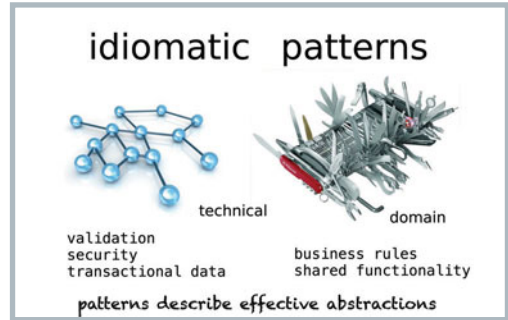 idiomatic patterns
technical
domain
validation
security
transactional data
business rules
shared functionality
patterns describe effective abstractions